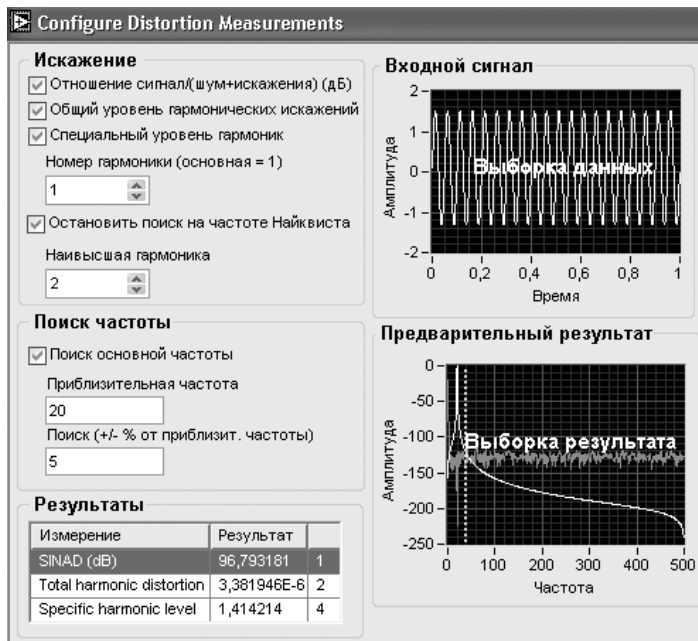 Configure Distortion Measurements
Искажение
Отношение сигнал/(шум+искажения) (дБ)
Общий уровень гармонических искажений
Специальный уровень гармоник
Номер гармоники (основная = 1)
1
Остановить поиск на частоте Найквиста
Наивысшая гармоника
2
Поиск частоты
Поиск основной частоты
Приблизительная частота
20
Поиск (+/- % от приблизит. частоты)
5
Результаты
Измерение Результат
SINAD (dB) 96,793181 1
Total harmonic distortion 3,381946E-6 2
Specific harmonic level 1,414214 4
Входной сигнал
Амплитуда
2
1
0
-1
-2
Выборка данных
0 0,2 0,4 0,6 0,8 1
Время
Предварительный результат
Амплитуда
0
-50
-100
-150
-200
-250
Выборка результата
0 100 200 300 400 500
Частота